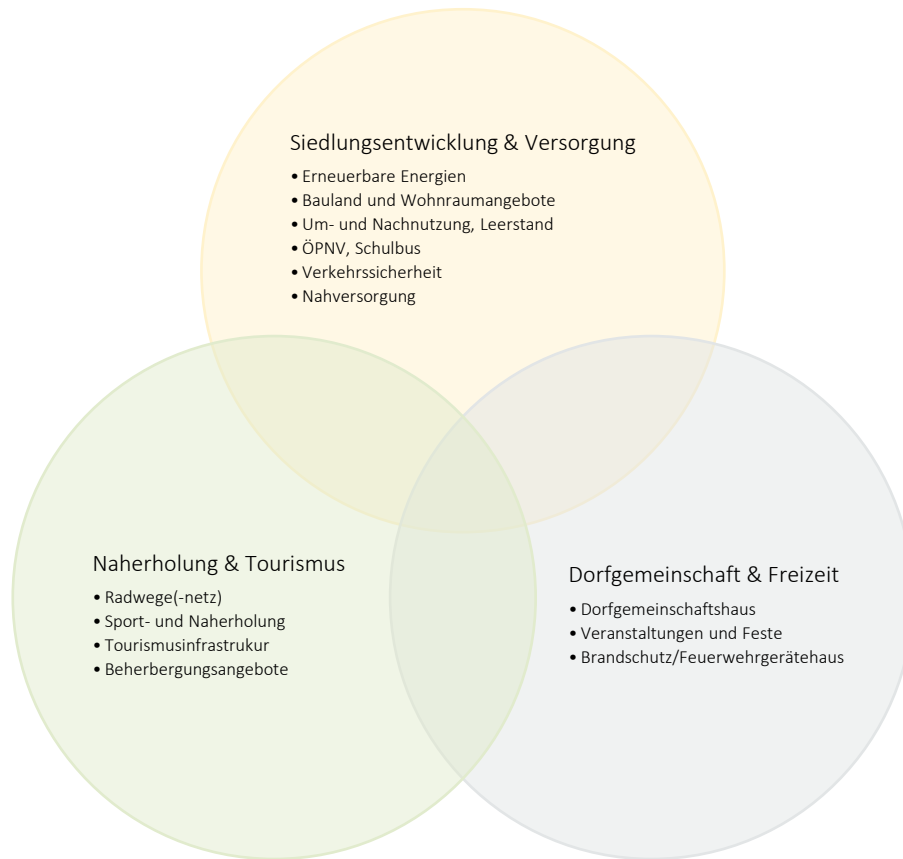 Siedlungsentwicklung & Versorgung
• Erneuerbare Energien
• Bauland und Wohnraumangebote
• Um- und Nachnutzung, Leerstand
• ÖPNV, Schulbus
• Verkehrssicherheit
• Nahversorgung
Naherholung & Tourismus
• Radwege(-netz)
• Sport- und Naherholung
• Tourismusinfrastrukur
• Beherbergungsangebote
Dorfgemeinschaft & Freizeit
• Dorfgemeinschaftshaus
• Veranstaltungen und Feste
• Brandschutz/Feuerwehrgerätehaus